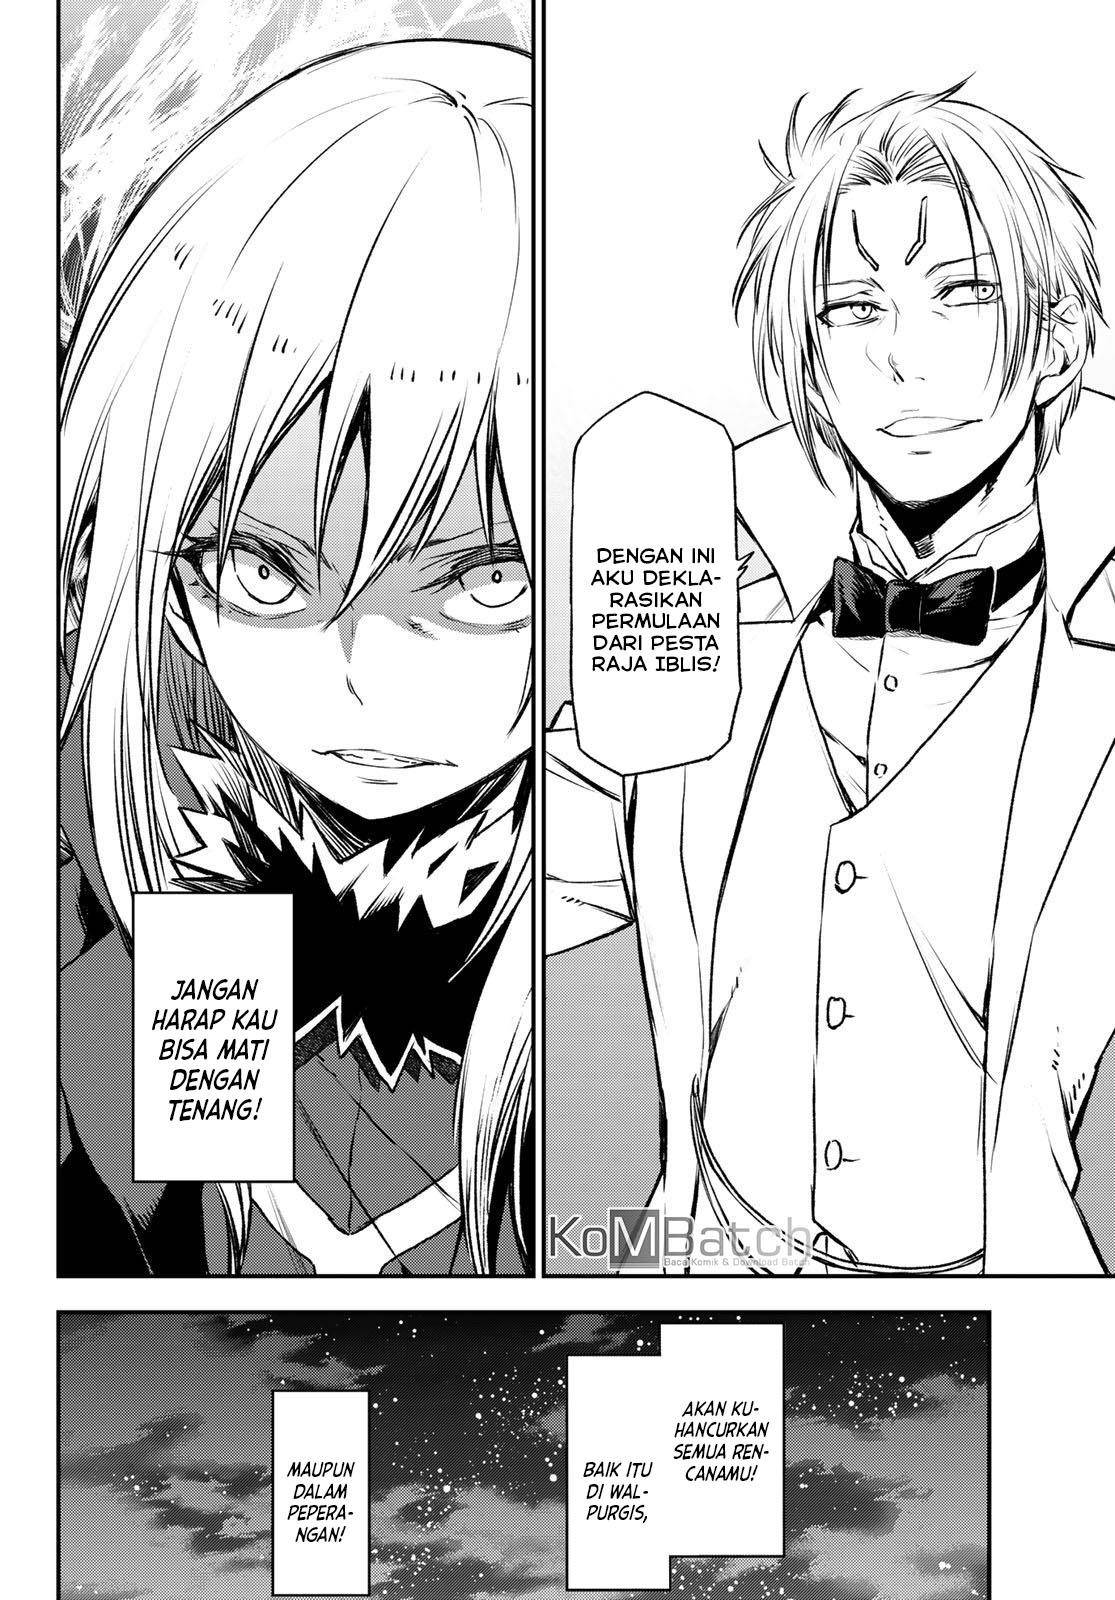 DENGAN INI
AKU DEKLA-
RASIKAN
PERMULAAN
DARI PESTA
RAJA IBLIS!
JANGAN
HARAP KAU
BISA MATI
DENGAN
TENANG!
KoMBatch
Baca Komik & Download Batch
AKAN KU-
HANCURKAN
SEMUA REN-
CANAMU!
BAIK ITU
DI WAL-
PURGIS,
MAUPUN
DALAM
PEPERA-
NGAN!